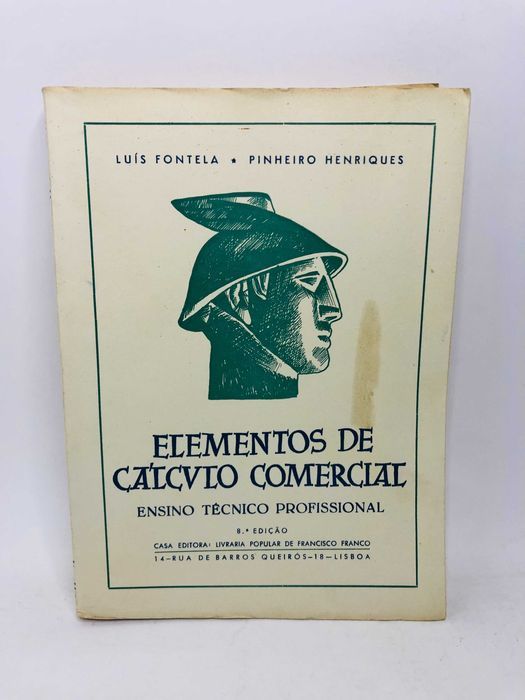 LUÍS FONTELA ★ PINHEIRO HENRIQUES
ELEMENTOS DE
CÁLCVLO COMERCIAL
ENSINO TÉCNICO PROFISSIONAL
8.ª EDIÇÃO
CASA EDITORA: LIVRARIA POPULAR DE FRANCISCO FRANCO
14—RUA DE BARROS QUEIRÓS—18—LISBOA